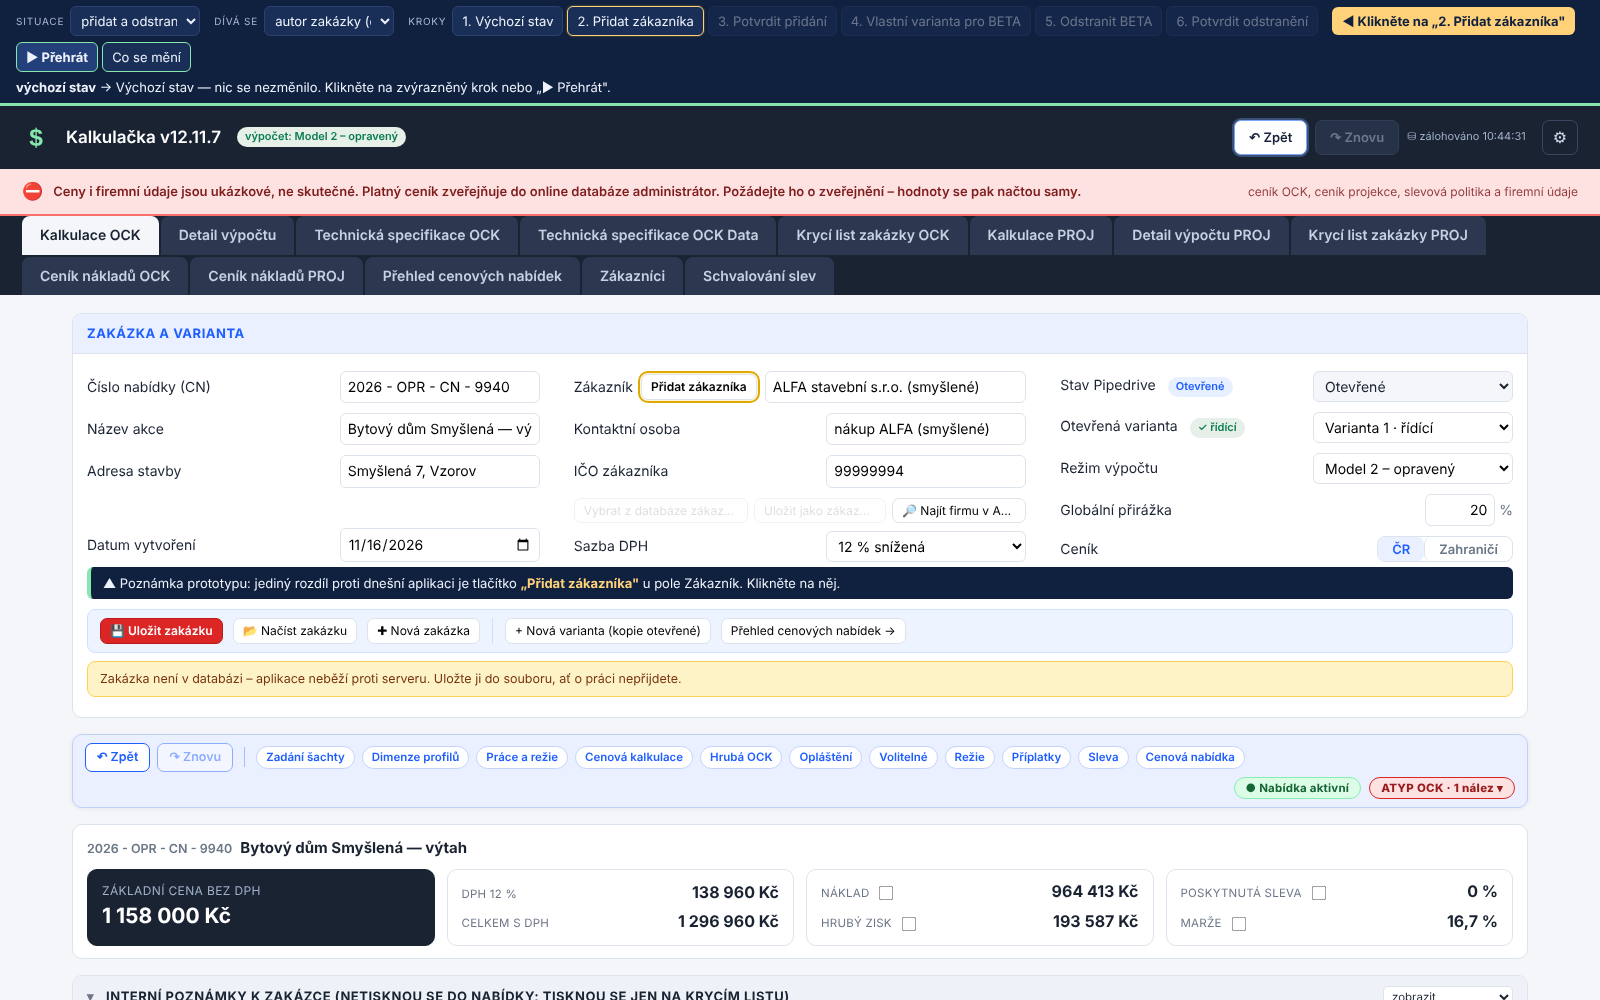 SITUACE přidat a odstran DÍVÁ SE autor zakázky ( KROKY 1. Výchozí stav 2. Přidat zákazníka 3. Potvrdit přidání 4. Vlastní varianta pro BETA 5. Odstranit BETA 6. Potvrdit odstranění ◀ Klikněte na „2. Přidat zákazníka"
▶ Přehrát Co se mění
výchozí stav → Výchozí stav — nic se nezměnilo. Klikněte na zvýrazněný krok nebo „▶ Přehrát".
$ Kalkulačka v12.11.7 výpočet: Model 2 – opravený ↶ Zpět ↷ Znovu zálohováno 10:44:31
Ceny i firemní údaje jsou ukázkové, ne skutečné. Platný ceník zveřejňuje do online databáze administrátor. Požádejte ho o zveřejnění – hodnoty se pak načtou samy. ceník OCK, ceník projekce, slevová politika a firemní údaje
Kalkulace OCK Detail výpočtu Technická specifikace OCK Technická specifikace OCK Data Krycí list zakázky OCK Kalkulace PROJ Detail výpočtu PROJ Krycí list zakázky PROJ
Ceník nákladů OCK Ceník nákladů PROJ Přehled cenových nabídek Zákazníci Schvalování slev
ZAKÁZKA A VARIANTA
Číslo nabídky (CN) 2026 - OPR - CN - 9940 Zákazník Přidat zákazníka ALFA stavební s.r.o. (smyšlené) Stav Pipedrive Otevřené Otevřené
Název akce Bytový dům Smyšlená — vý Kontaktní osoba nákup ALFA (smyšlené) Otevřená varianta ✓ řídící Varianta 1 · řídící
Adresa stavby Smyšlená 7, Vzorov IČO zákazníka 99999994 Režim výpočtu Model 2 – opravený
Vybrat z databáze zákaz... Uložit jako zákaz... Najít firmu v A... Globální přirážka 20 %
Datum vytvoření 11/16/2026 Sazba DPH 12 % snížená Ceník ČR Zahraničí
▲ Poznámka prototypu: jediný rozdíl proti dnešní aplikaci je tlačítko „Přidat zákazníka" u pole Zákazník. Klikněte na něj.
Uložit zakázku Načíst zakázku ✚ Nová zakázka + Nová varianta (kopie otevřené) Přehled cenových nabídek →
Zakázka není v databázi – aplikace neběží proti serveru. Uložte ji do souboru, ať o práci nepřijdete.
↶ Zpět ↷ Znovu Zadání šachty Dimenze profilů Práce a režie Cenová kalkulace Hrubá OCK Opláštění Volitelné Režie Příplatky Sleva Cenová nabídka
● Nabídka aktivní ATYP OCK · 1 nález ▾
2026 - OPR - CN - 9940 Bytový dům Smyšlená — výtah
ZÁKLADNÍ CENA BEZ DPH DPH 12 % 138 960 Kč NÁKLAD 964 413 Kč POSKYTNUTÁ SLEVA 0 %
1 158 000 Kč CELKEM S DPH 1 296 960 Kč HRUBÝ ZISK 193 587 Kč MARŽE 16,7 %
▼ INTERNÍ POZNÁMKY K ZAKÁZCE (NETISKNOU SE DO NABÍDKY; TISKNOU SE JEN NA KRYCÍM LISTU) zobrazit